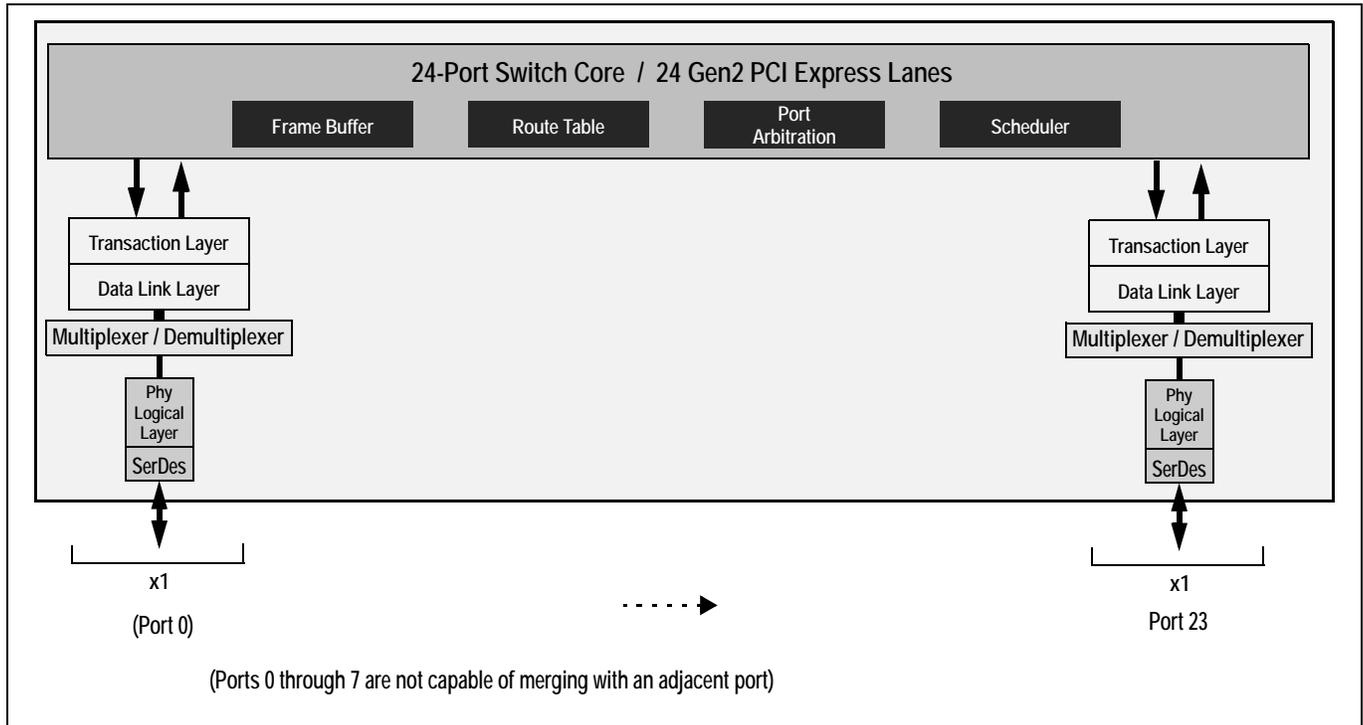 24-Port Switch Core / 24 Gen2 PCI Express Lanes
Frame Buffer
Route Table
Port
Arbitration
Scheduler
Transaction Layer
Data Link Layer
Multiplexer / Demultiplexer
Phy
Logical
Layer
SerDes
x1
(Port 0)
Transaction Layer
Data Link Layer
Multiplexer / Demultiplexer
Phy
Logical
Layer
SerDes
x1
Port 23
(Ports 0 through 7 are not capable of merging with an adjacent port)